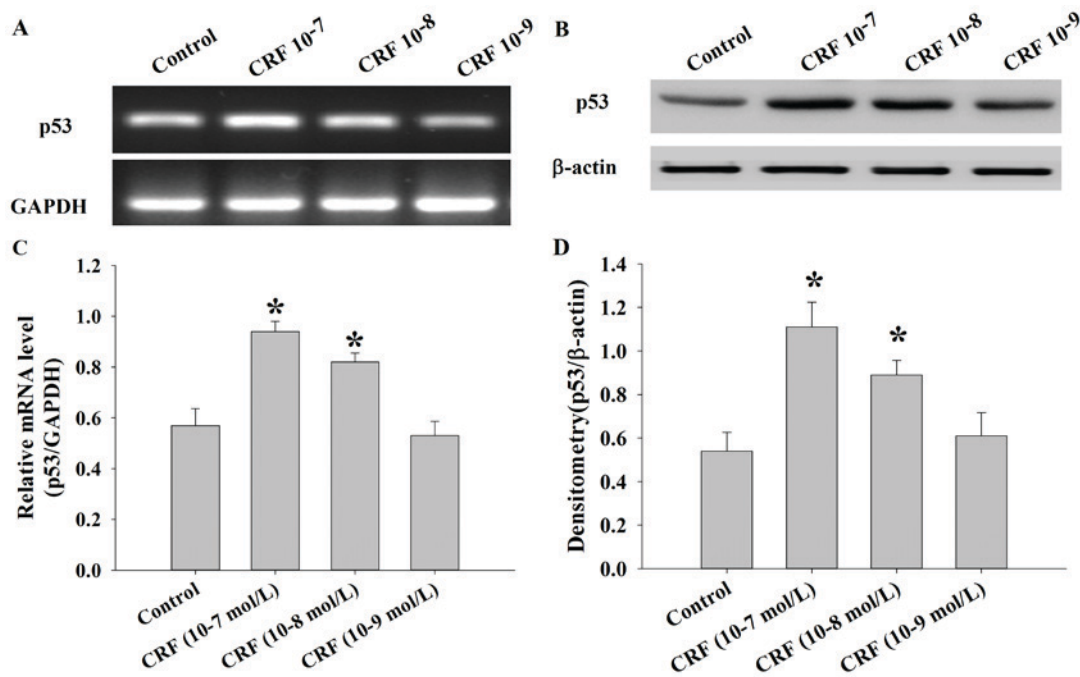 A
Control
CRF 10-7
CRF 10-8
CRF 10-9
p53
GAPDH
B
Control
CRF 10-7
CRF 10-8
CRF 10-9
p53
β-actin
C
Relative mRNA level
(p53/GAPDH)
1.2
1.0
0.8
0.6
0.4
0.2
0.0
*
*
Control
CRF (10-7 mol/L)
CRF (10-8 mol/L)
CRF (10-9 mol/L)
D
Densitometry(p53/β-actin)
1.4
1.2
1.0
0.8
0.6
0.4
0.2
0.0
*
*
Control
CRF (10-7 mol/L)
CRF (10-8 mol/L)
CRF (10-9 mol/L)